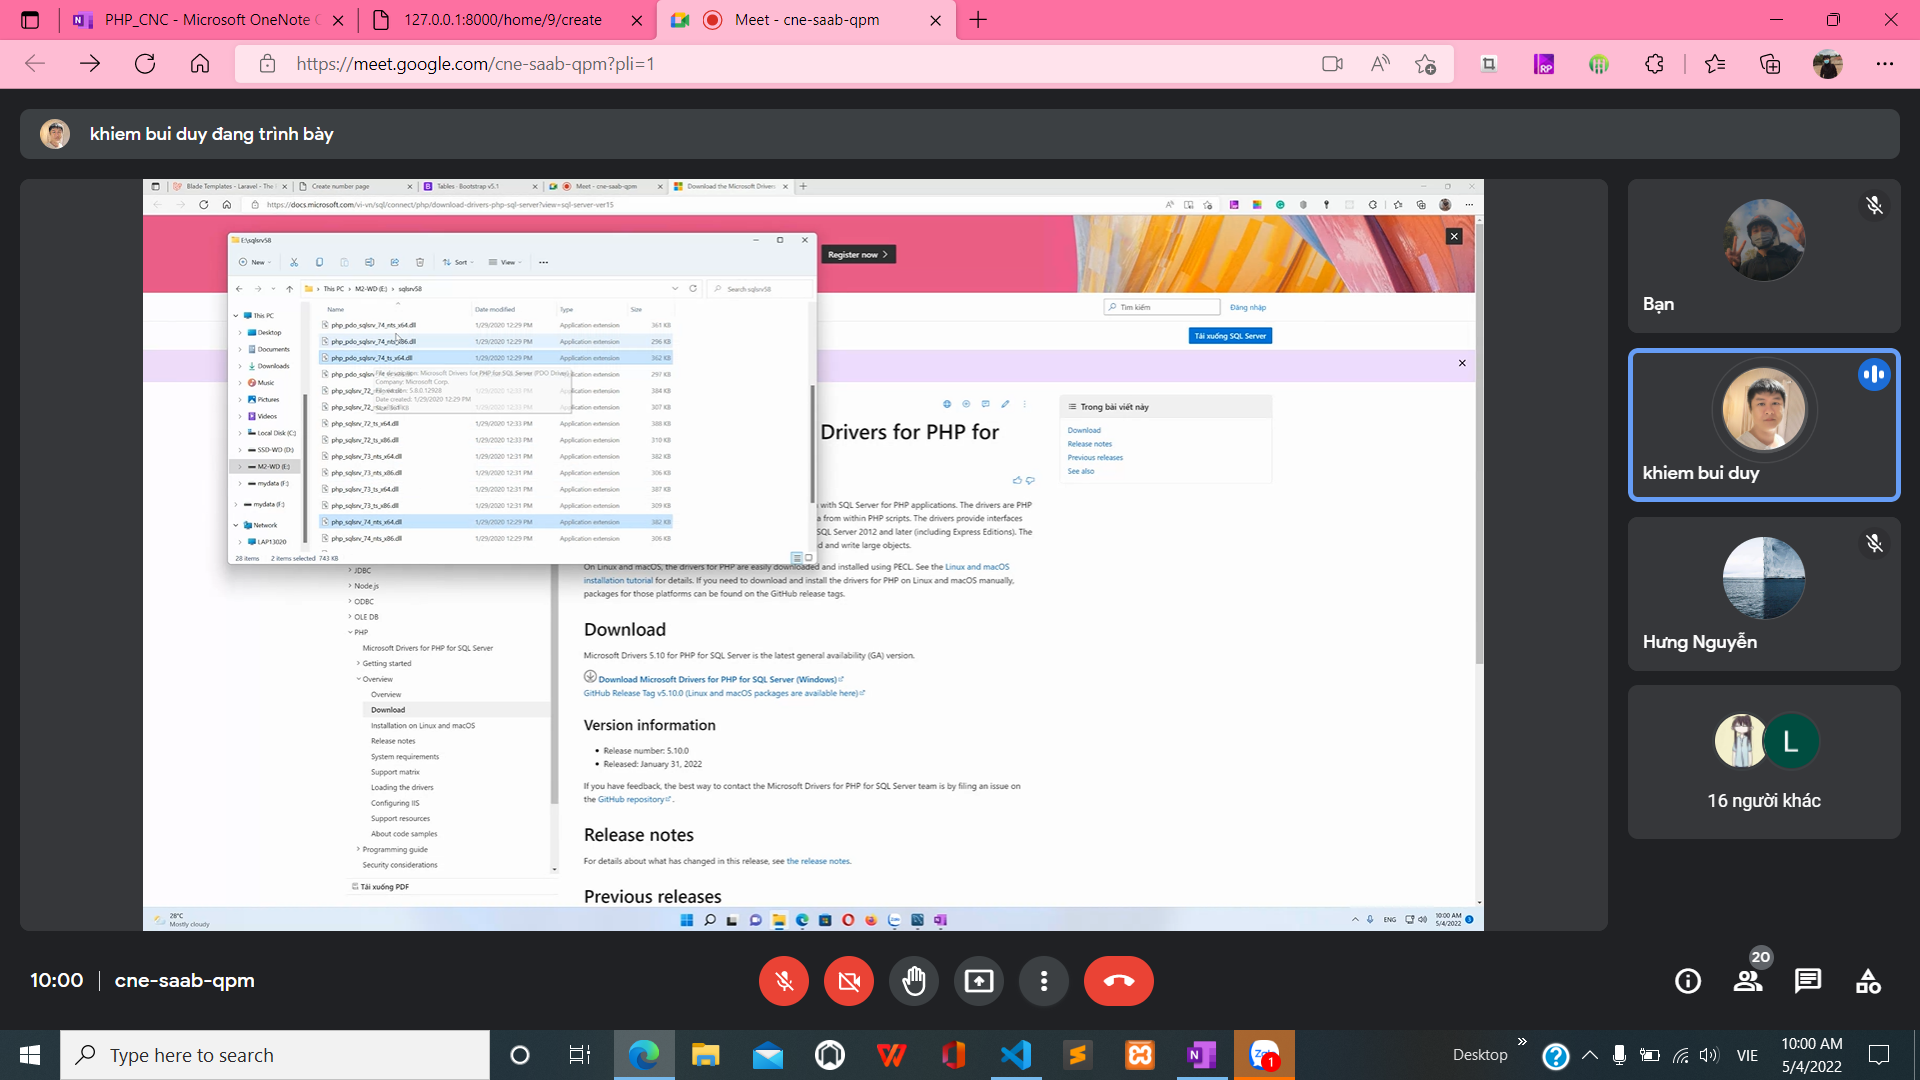 PHP_CNC - Microsoft OneNote
127.0.0.1:8000/home/9/create
Meet - cne-saab-qpm
https://meet.google.com/cne-saab-qpm?pli=1
khiem bui duy đang trình bày
Blade Templates - Laravel - The
Create number page
Tables · Bootstrap v5.1
Meet - cne-saab-qpm
Download the Microsoft Drivers
https://docs.microsoft.com/vi-vn/sql/connect/php/download-drivers-php-sql-server?view=sql-server-ver15
E:\sqlsrv58
New
Sort
View
This PC > M2-WD (E:) > sqlsrv58
Search sqlsrv58
Name Date modified Type Size
php_pdo_sqlsrv_74_nts_x64.dll 1/29/2020 12:29 PM Application extension 361 KB
php_pdo_sqlsrv_74_nts_x86.dll 1/29/2020 12:29 PM Application extension 296 KB
php_pdo_sqlsrv_74_ts_x64.dll 1/29/2020 12:29 PM Application extension 362 KB
php_pdo_sqlsrv 297 KB
File description: Microsoft Drivers for PHP for SQL Server (PDO Driver)
Company: Microsoft Corp.
php_sqlsrv_72 384 KB
File version: 5.8.0.12928
Date created: 1/29/2020 12:29 PM
php_sqlsrv_72 307 KB
php_sqlsrv_72_ts_x64.dll 1/29/2020 12:33 PM Application extension 388 KB
php_sqlsrv_72_ts_x86.dll 1/29/2020 12:33 PM Application extension 310 KB
php_sqlsrv_73_nts_x64.dll 1/29/2020 12:31 PM Application extension 382 KB
php_sqlsrv_73_nts_x86.dll 1/29/2020 12:31 PM Application extension 306 KB
php_sqlsrv_73_ts_x64.dll 1/29/2020 12:31 PM Application extension 387 KB
php_sqlsrv_73_ts_x86.dll 1/29/2020 12:31 PM Application extension 309 KB
php_sqlsrv_74_nts_x64.dll 1/29/2020 12:29 PM Application extension 382 KB
php_sqlsrv_74_nts_x86.dll 1/29/2020 12:29 PM Application extension 306 KB
This PC
Desktop
Documents
Downloads
Music
Pictures
Videos
Local Disk (C:)
SSD-WD (D:)
M2-WD (E:)
mydata (F:)
mydata (F:)
Network
LAP13020
28 items 2 items selected 743 KB
Register now
Tìm kiếm
Đăng nhập
Tải xuống SQL Server
Drivers for PHP for
Trong bài viết này
Download
Release notes
Previous releases
See also
with SQL Server for PHP applications. The drivers are PHP
from within PHP scripts. The drivers provide interfaces
SQL Server 2012 and later (including Express Editions). The
d and write large objects.
On Linux and macOS, the drivers for PHP are easily downloaded and installed using PECL. See the Linux and macOS
installation tutorial for details. If you need to download and install the drivers for PHP on Linux and macOS manually,
packages for those platforms can be found on the GitHub release tags.
Download
Microsoft Drivers 5.10 for PHP for SQL Server is the latest general availability (GA) version.
Download Microsoft Drivers for PHP for SQL Server (Windows)
GitHub Release Tag v5.10.0 (Linux and macOS packages are available here)
Version information
• Release number: 5.10.0
• Released: January 31, 2022
If you have feedback, the best way to contact the Microsoft Drivers for PHP for SQL Server team is by filing an issue on
the GitHub repository.
Release notes
For details about what has changed in this release, see the release notes.
Previous releases
JDBC
Node.js
ODBC
OLE DB
PHP
Microsoft Drivers for PHP for SQL Server
Getting started
Overview
Overview
Download
Installation on Linux and macOS
Release notes
System requirements
Support matrix
Loading the drivers
Configuring IIS
Support resources
About code samples
Programming guide
Security considerations
Tải xuống PDF
28°C
Mostly cloudy
ENG
10:00 AM
5/4/2022
Bạn
khiem bui duy
Hưng Nguyễn
L
16 người khác
10:00 | cne-saab-qpm
20
Type here to search
Desktop
VIE
10:00 AM
5/4/2022
1